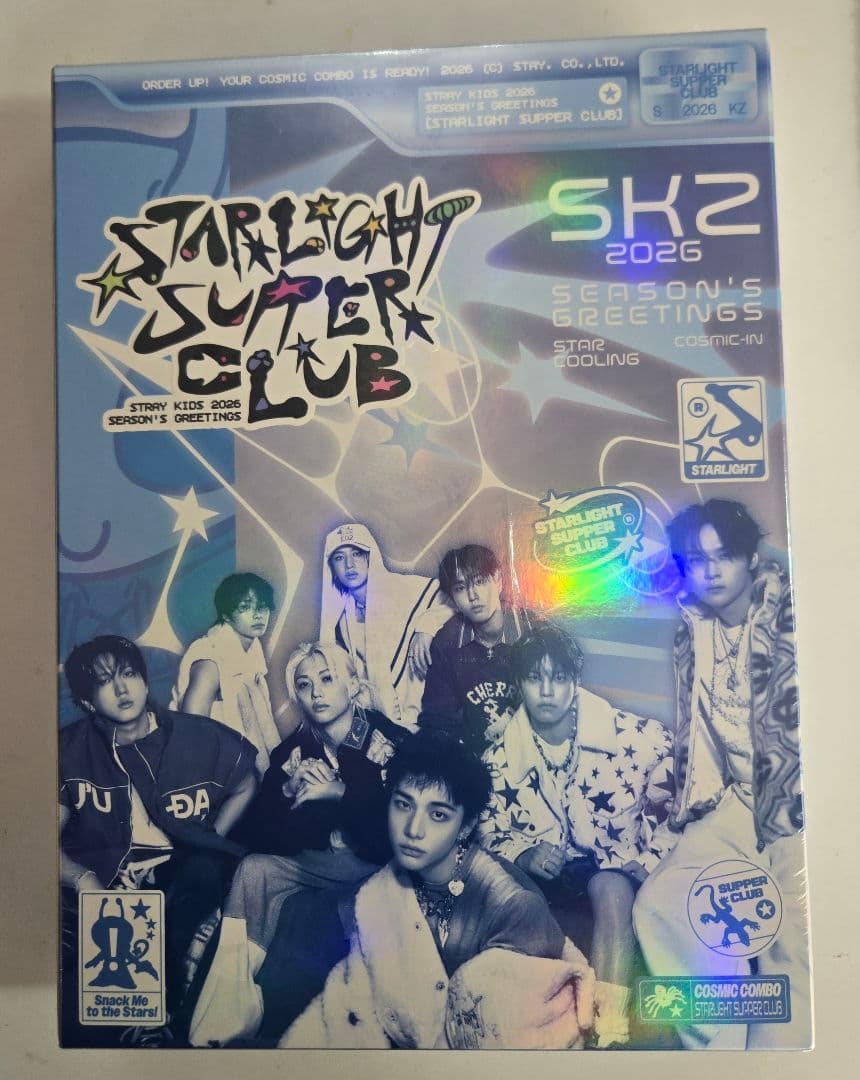 ORDER UP! YOUR COSMIC COMBO IS READY! 2026 (C) STAY. CO.,LTD.
STRAY KIDS 2026
SEASON'S GREETINGS
[STARLIGHT SUPPER CLUB]
STARLIGHT
SUPPER
CLUB
S 2026 KZ
STARLIGHT
SUPPER
CLUB
STRAY KIDS 2026
SEASON'S GREETINGS
SKZ
2026
SEASON'S
GREETINGS
STAR
COOLING
COSMIC-IN
®
STARLIGHT
STARLIGHT
SUPPER
CLUB
®
CHERR
J'U
ĐA
SUPPER
CLUB
Snack Me
to the Stars!
COSMIC COMBO
STARLIGHT SUPPER CLUB